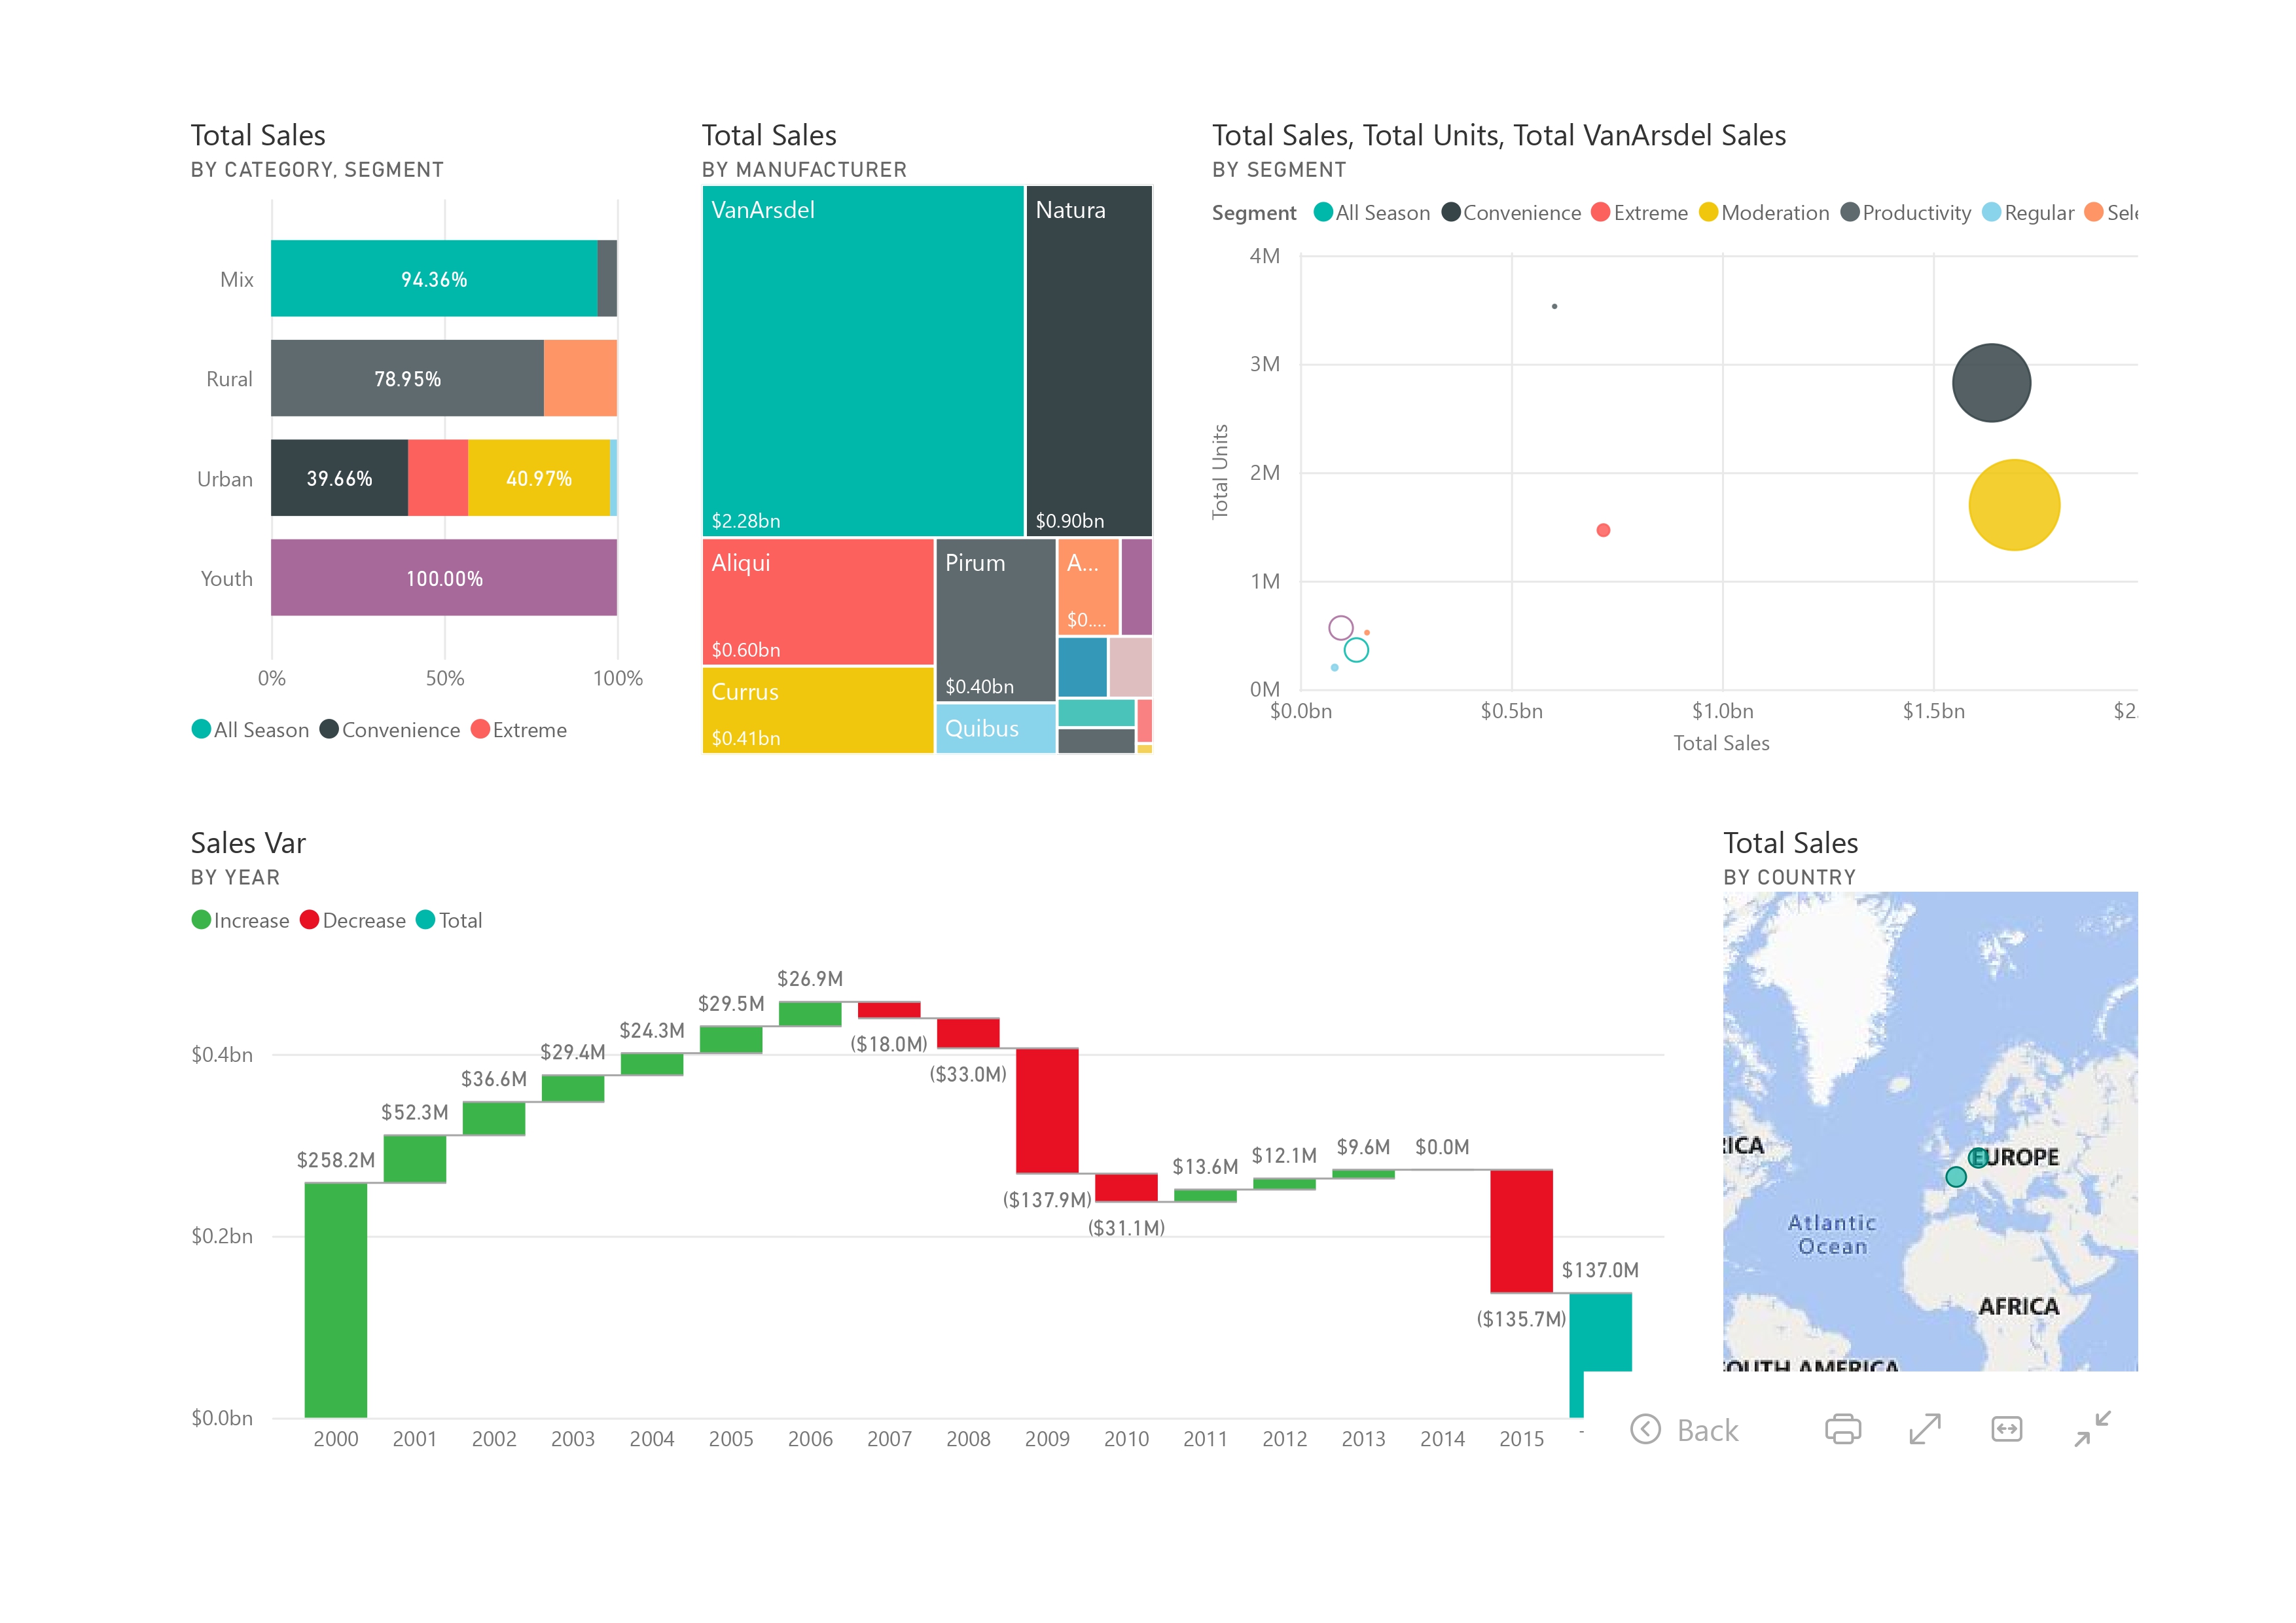 Total Sales
BY CATEGORY, SEGMENT
Mix
94.36%
Rural
78.95%
Urban
39.66%
40.97%
Youth
100.00%
0%
50%
100%
All Season
Convenience
Extreme
Total Sales
BY MANUFACTURER
VanArsdel
$2.28bn
Natura
$0.90bn
Aliqui
$0.60bn
Pirum
$0.40bn
A...
$0....
Currus
$0.41bn
Quibus
Total Sales, Total Units, Total VanArsdel Sales
BY SEGMENT
Segment All Season Convenience Extreme Moderation Productivity Regular Sele
4M
3M
2M
1M
0M
Total Units
$0.0bn
$0.5bn
$1.0bn
$1.5bn
$2.
Total Sales
Sales Var
BY YEAR
Increase
Decrease
Total
$0.4bn
$0.2bn
$0.0bn
$258.2M
$52.3M
$36.6M
$29.4M
$24.3M
$29.5M
$26.9M
($18.0M)
($33.0M)
($137.9M)
($31.1M)
$13.6M
$12.1M
$9.6M
$0.0M
($135.7M)
$137.0M
2000
2001
2002
2003
2004
2005
2006
2007
2008
2009
2010
2011
2012
2013
2014
2015
Total Sales
BY COUNTRY
RICA
EUROPE
Atlantic
Ocean
AFRICA
OUTH AMERICA
Back